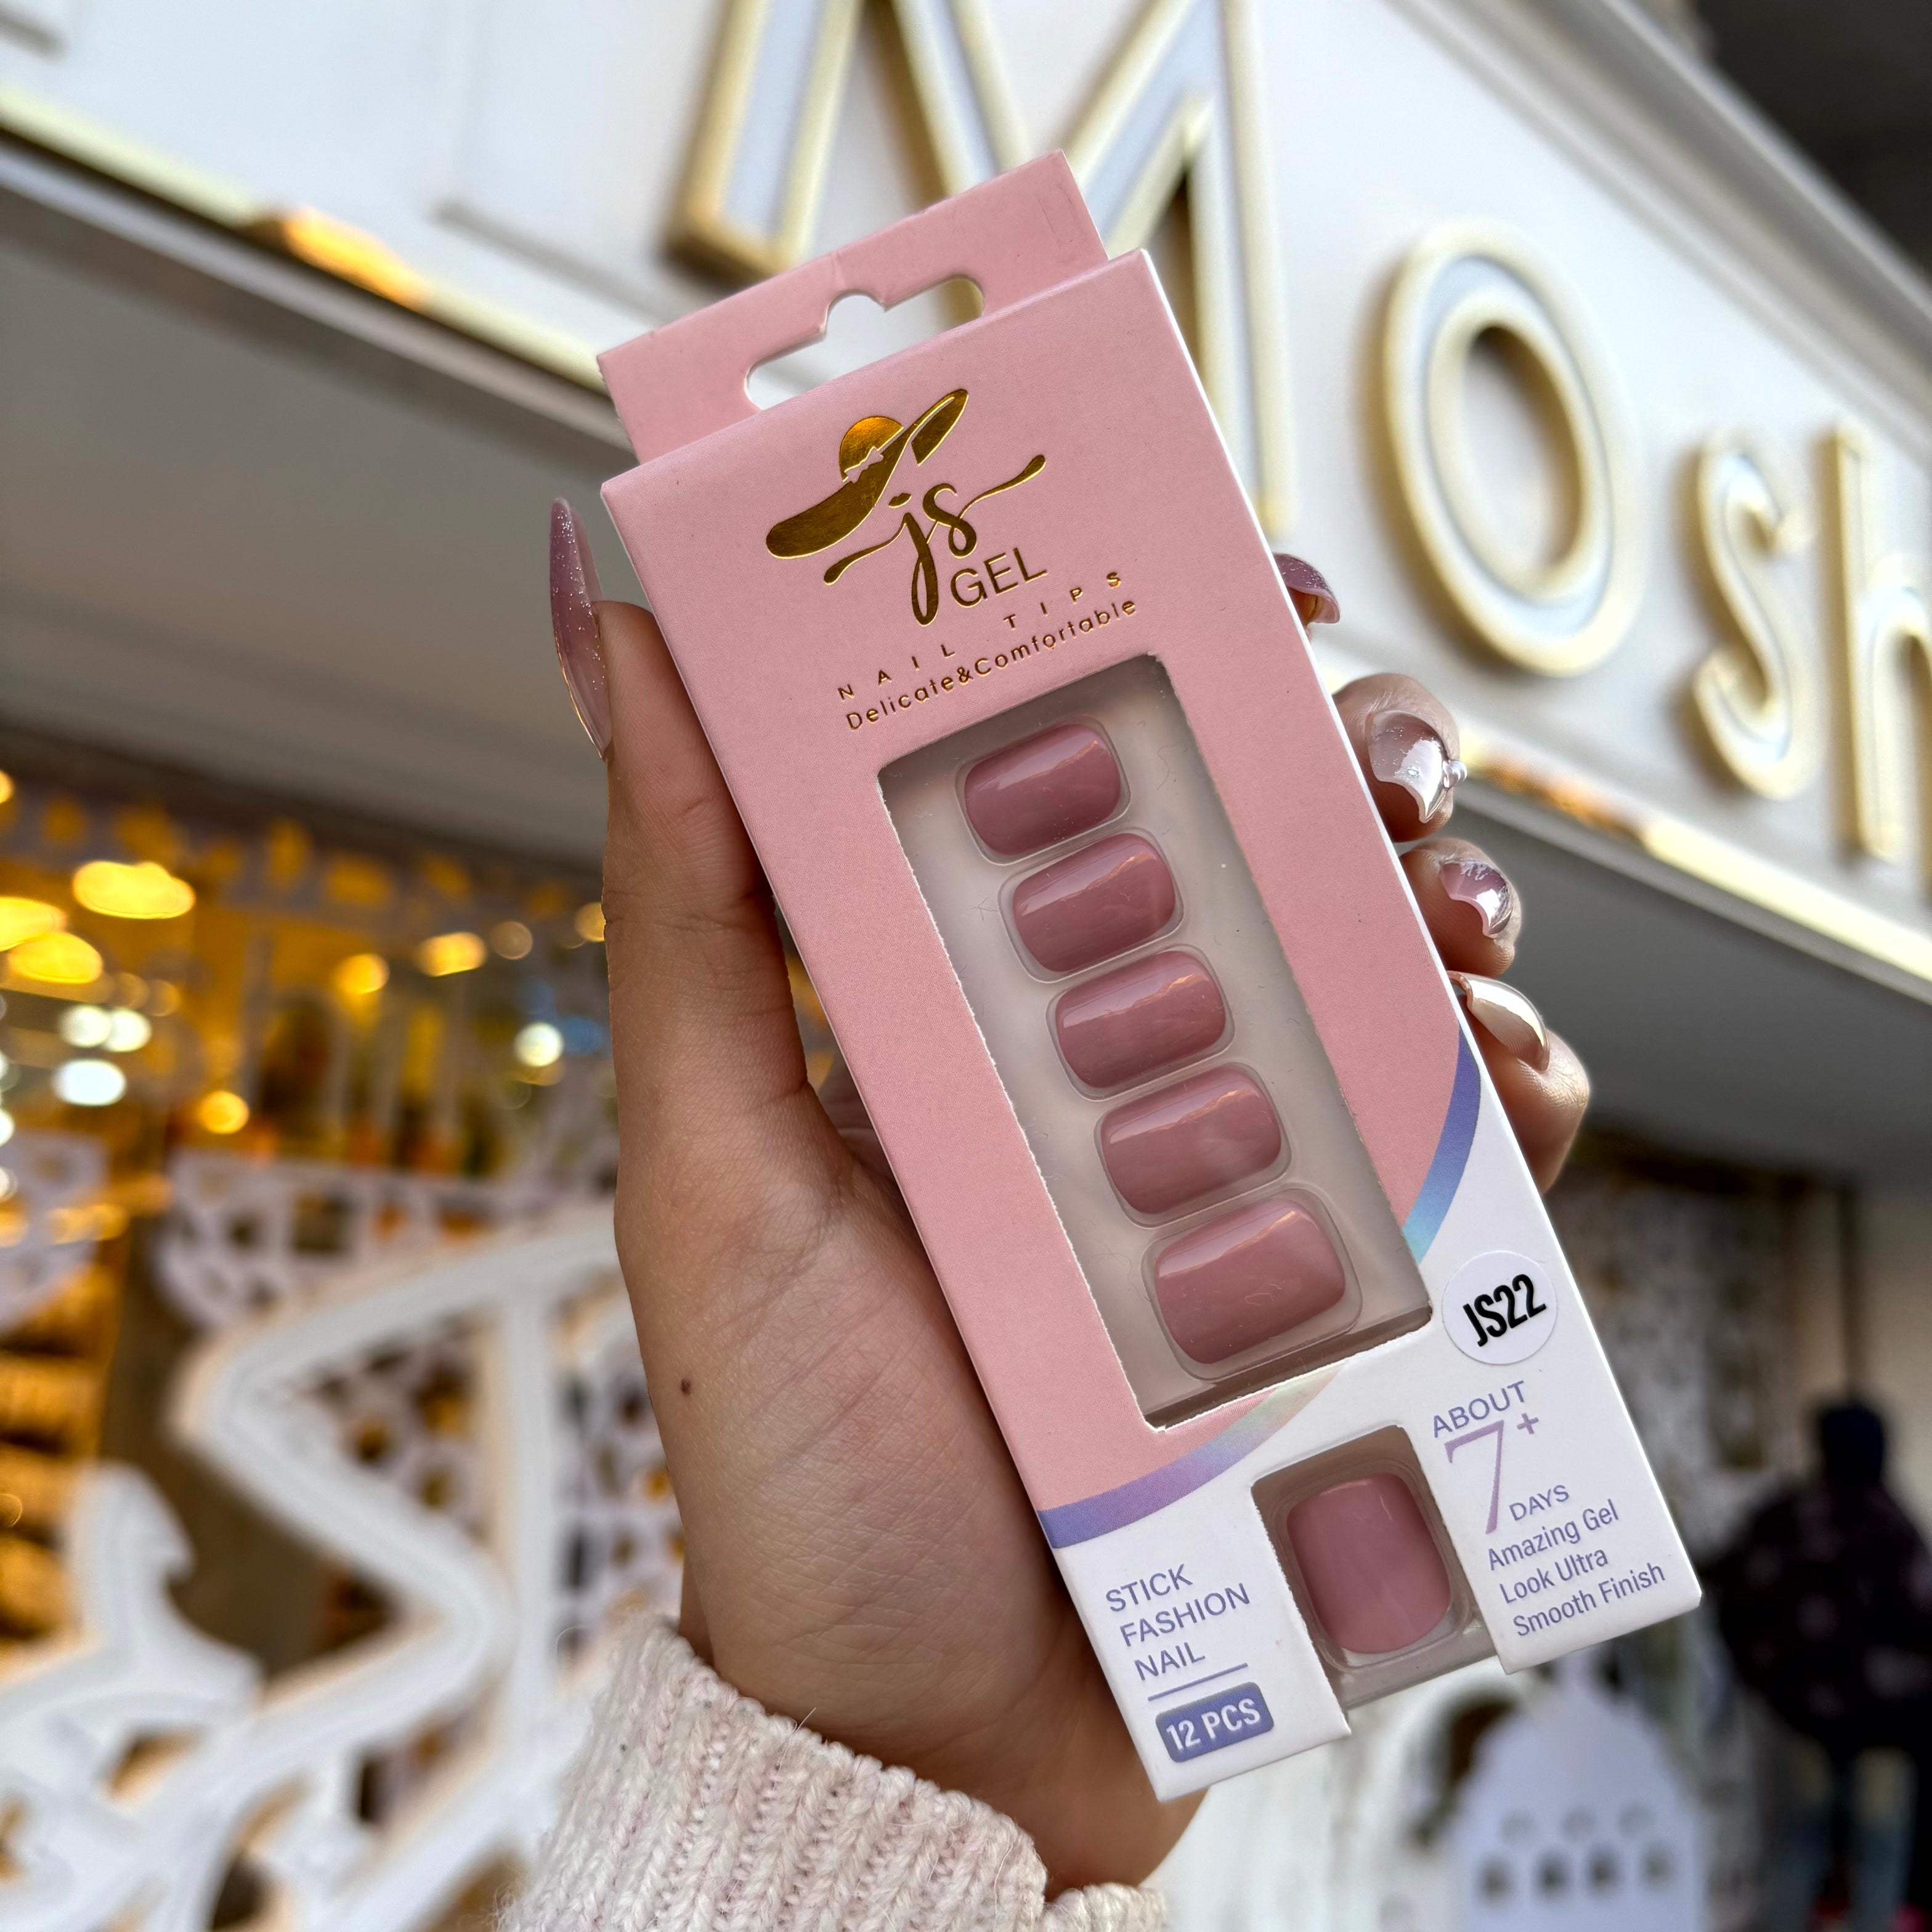 Mosh
js
GEL
NAIL TIPS
Delicate&Comfortable
JS22
ABOUT
7+
DAYS
Amazing Gel
Look Ultra
Smooth Finish
STICK
FASHION
NAIL
12 PCS